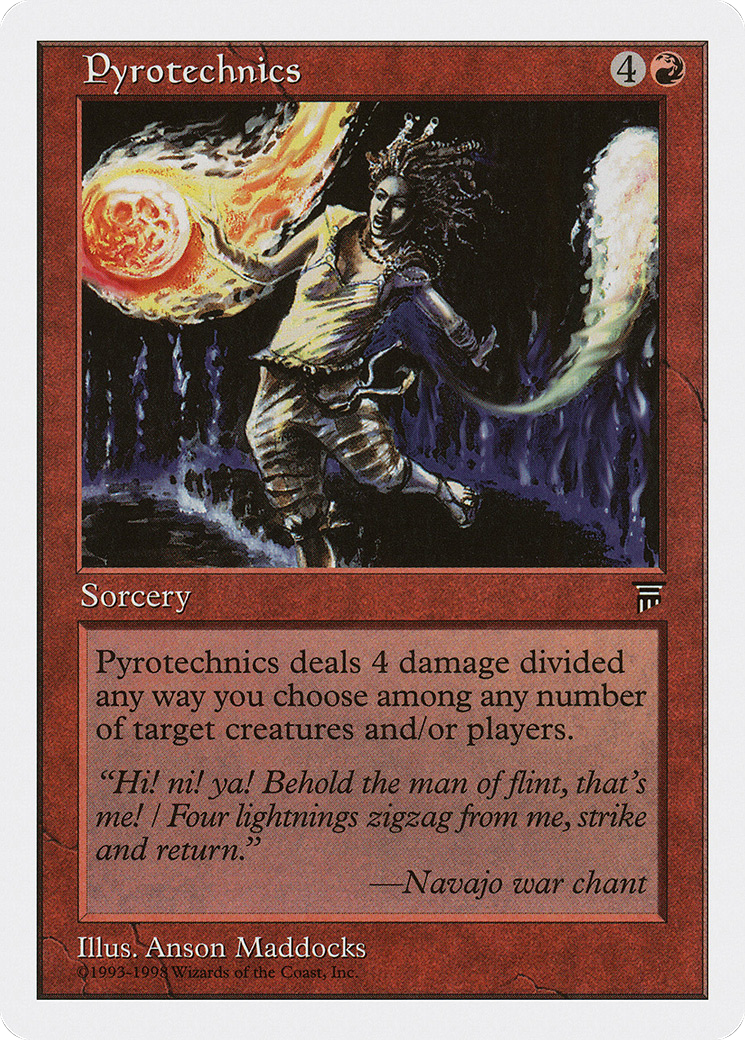 Pyrotechnics 4
Sorcery
Pyrotechnics deals 4 damage divided
any way you choose among any number
of target creatures and/or players.
“Hi! ni! ya! Behold the man of flint, that’s
me! / Four lightnings zigzag from me, strike
and return.”
—Navajo war chant
Illus. Anson Maddocks
©1993-1998 Wizards of the Coast, Inc.